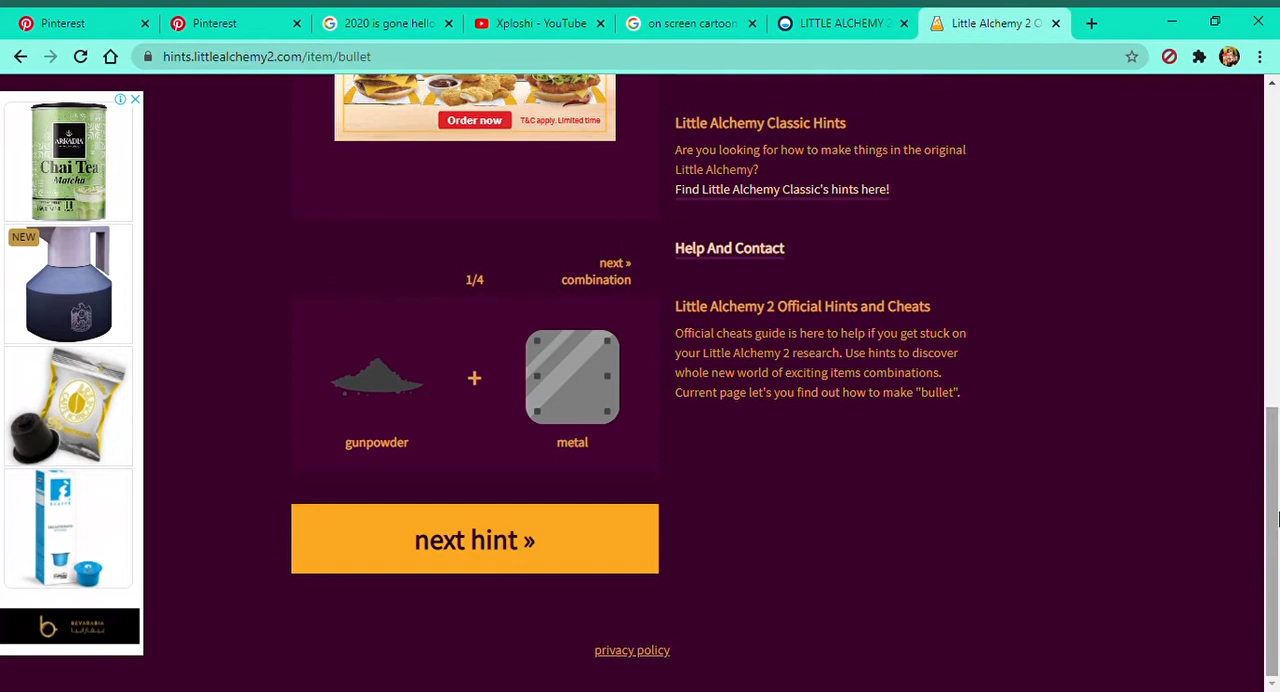 Pinterest
Pinterest
2020 is gone hello
Xploshi - YouTube
on screen cartoon
LITTLE ALCHEMY 2
Little Alchemy 2 O
hints.littlealchemy2.com/item/bullet
ARKADIA
Chai Tea
Matcha
NEW
Order now
T&C apply. Limited time
next »
1/4
combination
gunpowder
+
metal
next hint »
Little Alchemy Classic Hints
Are you looking for how to make things in the original
Little Alchemy?
Find Little Alchemy Classic's hints here!
Help And Contact
Little Alchemy 2 Official Hints and Cheats
Official cheats guide is here to help if you get stuck on
your Little Alchemy 2 research. Use hints to discover
whole new world of exciting items combinations.
Current page let's you find out how to make "bullet".
privacy policy